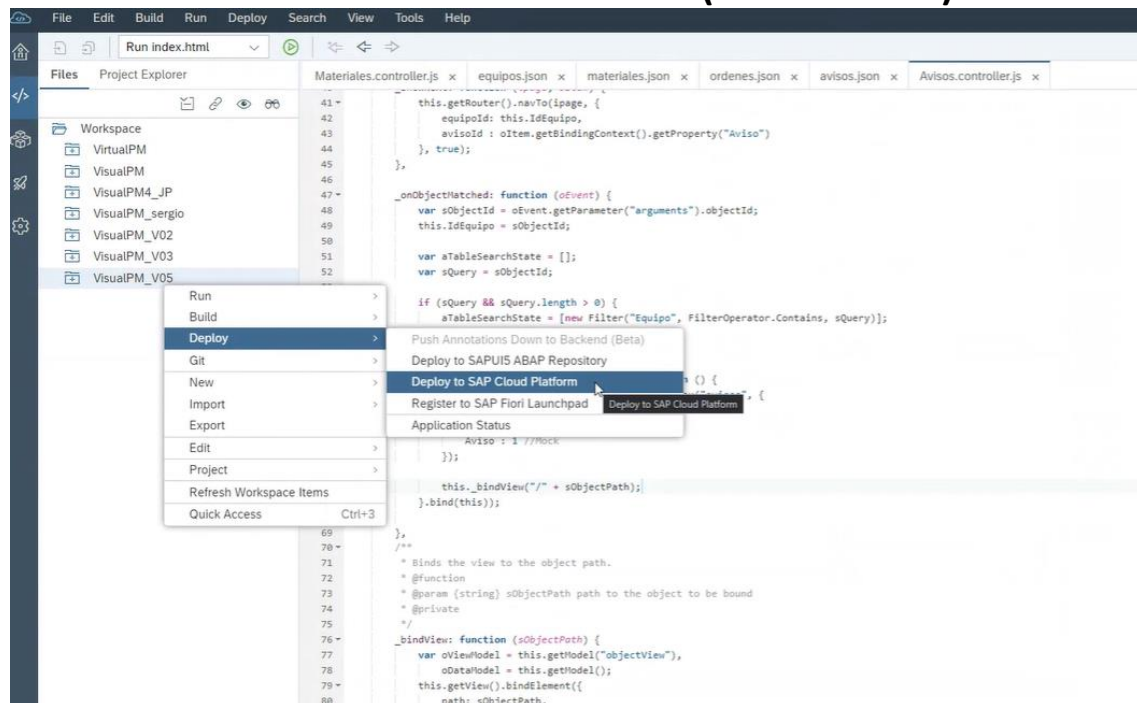 File Edit Build Run Deploy Search View Tools Help
Run index.html
Files Project Explorer
Materiales.controller.js x equipos.json x materiales.json x ordenes.json x avisos.json x Avisos.controller.js x
Workspace
VirtualPM
VisualPM
VisualPM4_JP
VisualPM_sergio
VisualPM_V02
VisualPM_V03
VisualPM_V05
Run >
Build >
Deploy >
Git >
New >
Import >
Export >
Edit >
Project >
Refresh Workspace Items
Quick Access Ctrl+3
Push Annotations Down to Backend (Beta)
Deploy to SAPUI5 ABAP Repository
Deploy to SAP Cloud Platform
Register to SAP Fiori Launchpad
Application Status
Deploy to SAP Cloud Platform
41 this.getRouter().navTo(ipage, {
42 equipoId: this.IdEquipo,
43 avisoId : oItem.getBindingContext().getProperty("Aviso")
44 }, true);
45 },
46
47 _onObjectMatched: function (oEvent) {
48 var sObjectId = oEvent.getParameter("arguments").objectId;
49 this.IdEquipo = sObjectId;
50
51 var aTableSearchState = [];
52 var sQuery = sObjectId;
if (sQuery && sQuery.length > 0) {
aTableSearchState = [new Filter("Equipo", FilterOperator.Contains, sQuery)];
() {
Aviso : 1 //Mock
});
this._bindView("/" + sObjectPath);
}.bind(this));
69 },
70 /**
71 * Binds the view to the object path.
72 * @function
73 * @param {string} sObjectPath path to the object to be bound
74 * @private
75 */
76 _bindView: function (sObjectPath) {
77 var oViewModel = this.getModel("objectView"),
78 oDataModel = this.getModel();
79 this.getView().bindElement({
80 path: sObjectPath,